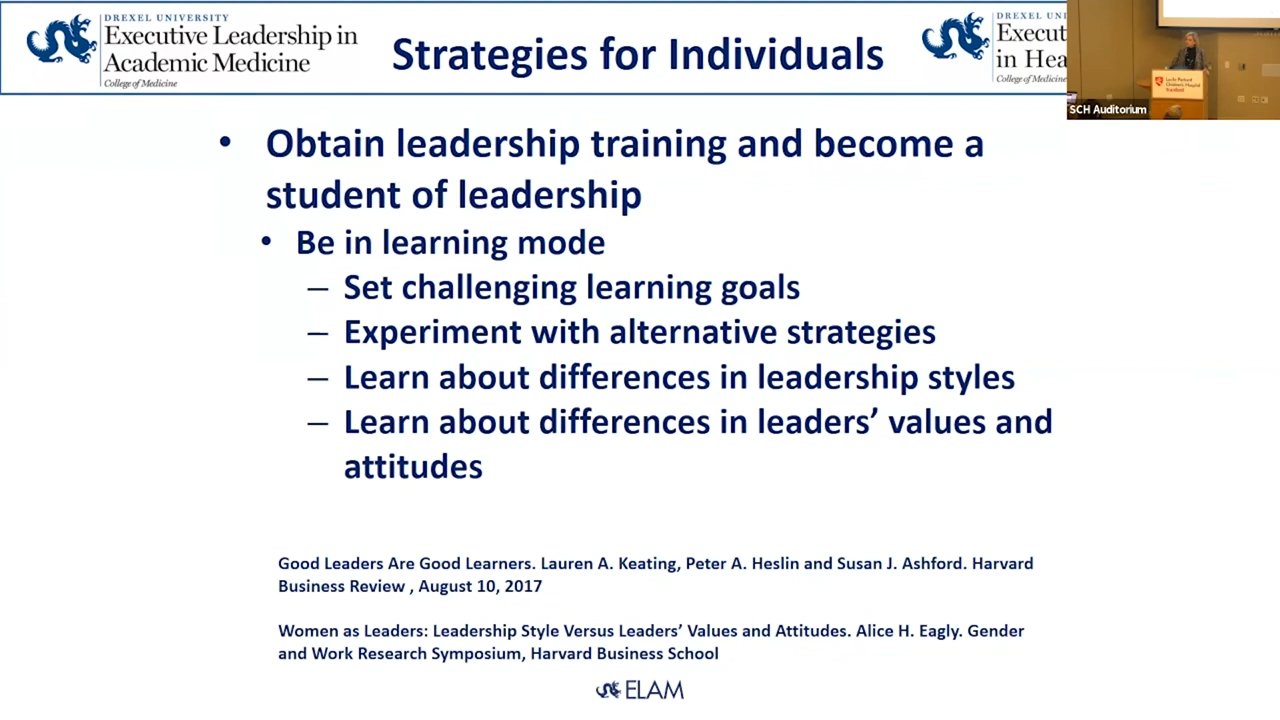 DREXEL UNIVERSITY
Executive Leadership in
Academic Medicine
College of Medicine
Strategies for Individuals
DREXEL UNI
Execut
in Hea
College of Medicine
SCH Auditorium
• Obtain leadership training and become a
student of leadership
• Be in learning mode
– Set challenging learning goals
– Experiment with alternative strategies
– Learn about differences in leadership styles
– Learn about differences in leaders’ values and
attitudes
Good Leaders Are Good Learners. Lauren A. Keating, Peter A. Heslin and Susan J. Ashford. Harvard
Business Review , August 10, 2017
Women as Leaders: Leadership Style Versus Leaders’ Values and Attitudes. Alice H. Eagly. Gender
and Work Research Symposium, Harvard Business School
ELAM